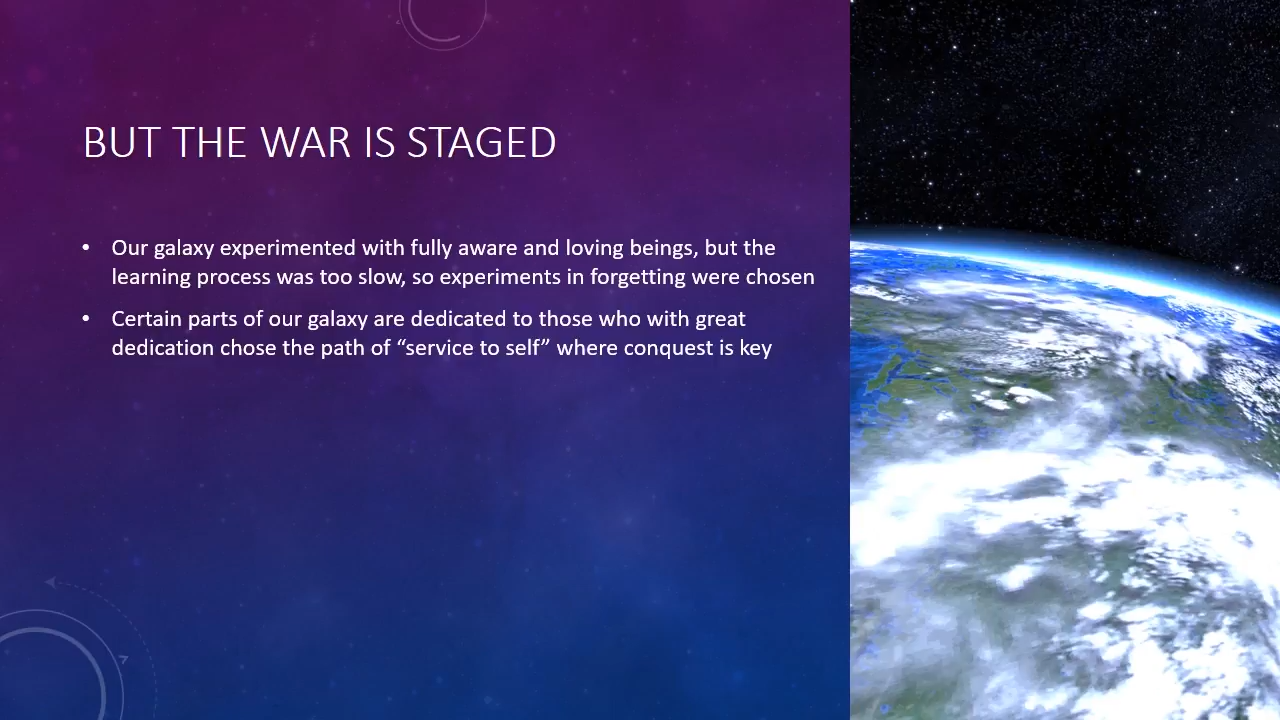 BUT THE WAR IS STAGED
• Our galaxy experimented with fully aware and loving beings, but the
learning process was too slow, so experiments in forgetting were chosen
• Certain parts of our galaxy are dedicated to those who with great
dedication chose the path of “service to self” where conquest is key